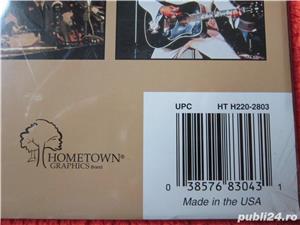 UPC HT H220-2803
HOMETOWN®
GRAPHICS Brand
0 38576 83043 1
Made in the USA
publi24.ro